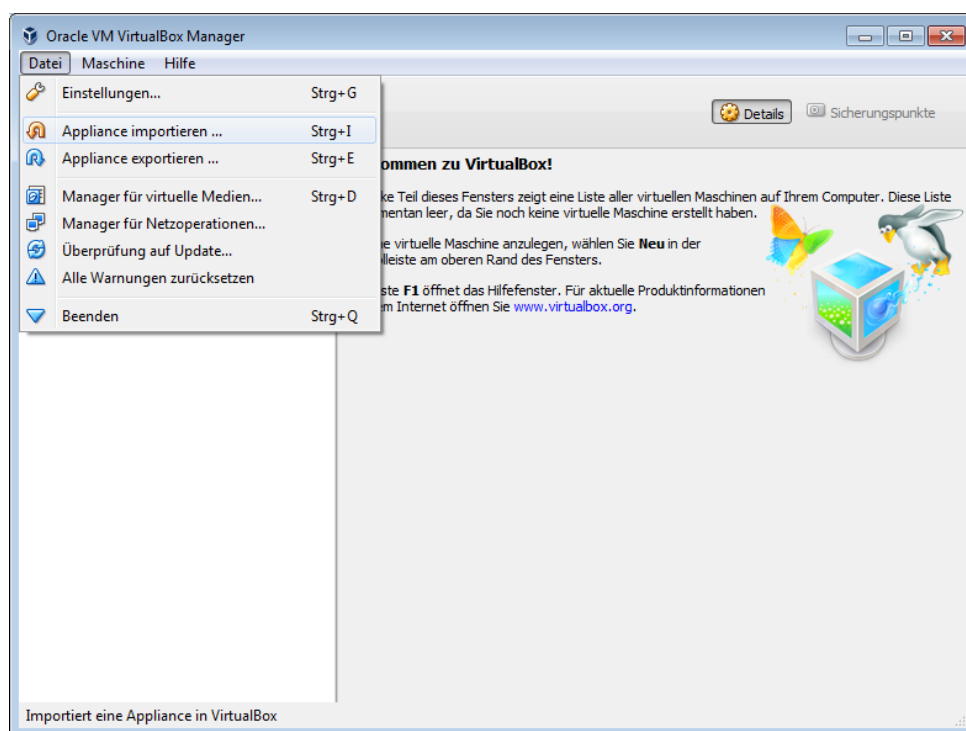 Oracle VM VirtualBox Manager
Datei Maschine Hilfe
Einstellungen... Strg+G
Appliance importieren ... Strg+I
Appliance exportieren ... Strg+E
Manager für virtuelle Medien... Strg+D
Manager für Netzoperationen...
Überprüfung auf Update...
Alle Warnungen zurücksetzen
Beenden Strg+Q
Details Sicherungspunkte
ommen zu VirtualBox!
ke Teil dieses Fensters zeigt eine Liste aller virtuellen Maschinen auf Ihrem Computer. Diese Liste
mentan leer, da Sie noch keine virtuelle Maschine erstellt haben.
e virtuelle Maschine anzulegen, wählen Sie Neu in der
lleiste am oberen Rand des Fensters.
ste F1 öffnet das Hilfefenster. Für aktuelle Produktinformationen
m Internet öffnen Sie www.virtualbox.org.
Importiert eine Appliance in VirtualBox